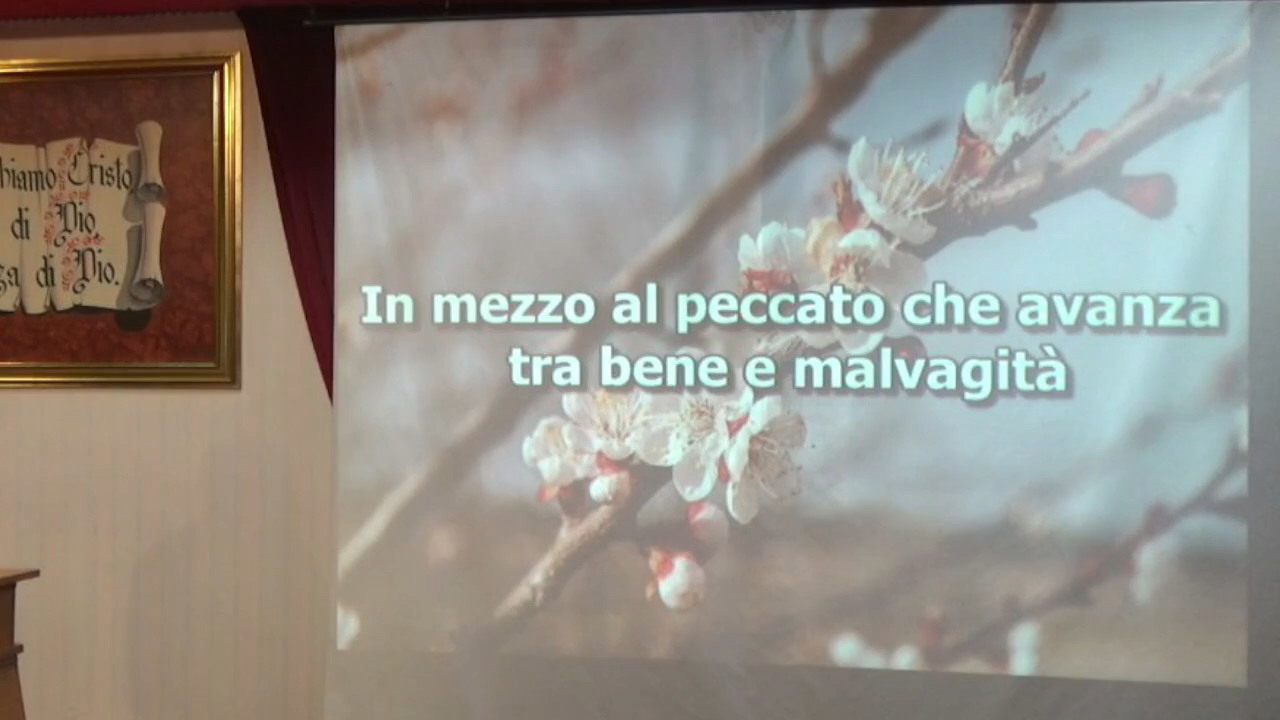 Cristo
di Dio,
di Dio.
In mezzo al peccato che avanza
tra bene e malvagità